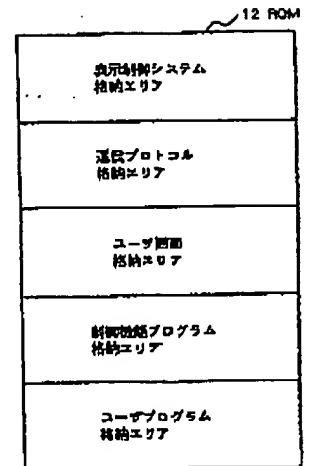 12 ROM
表示制御システム
格納エリア
通信プロトコル
格納エリア
ユーザ画面
格納エリア
制御機能プログラム
格納エリア
ユーザプログラム
格納エリア